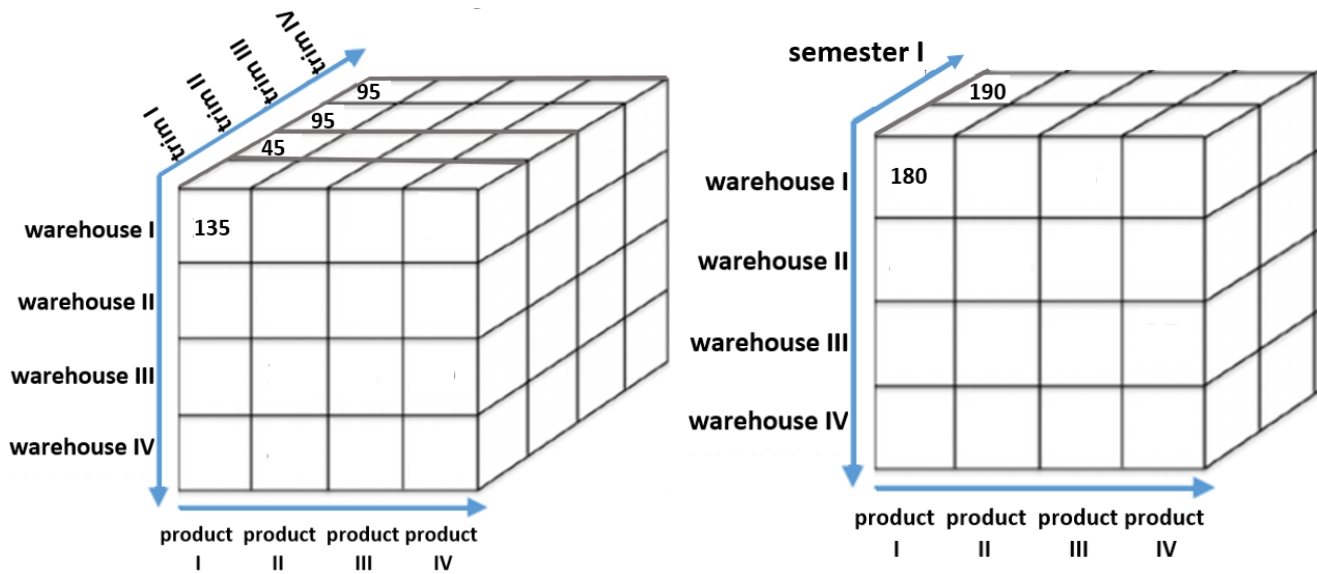 trim I
trim II
trim III
trim IV
95
95
45
warehouse I
135
warehouse II
warehouse III
warehouse IV
product
I
product
II
product
III
product
IV
semester I
190
warehouse I
180
warehouse II
warehouse III
warehouse IV
product
I
product
II
product
III
product
IV